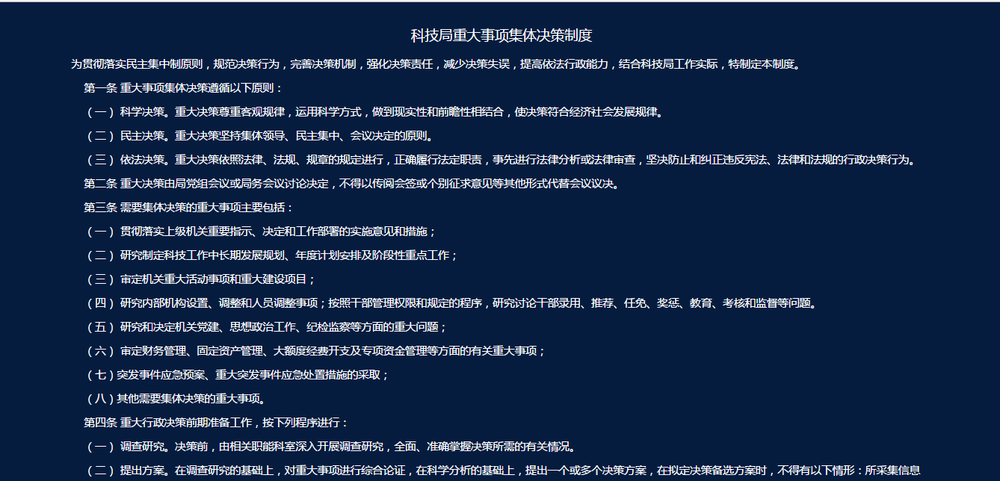 科技局重大事项集体决策制度
为贯彻落实民主集中制原则，规范决策行为，完善决策机制，强化决策责任，减少决策失误，提高依法行政能力，结合科技局工作实际，特制定本制度。
第一条 重大事项集体决策遵循以下原则：
（一） 科学决策。重大决策尊重客观规律，运用科学方式，做到现实性和前瞻性相结合，使决策符合经济社会发展规律。
（二） 民主决策。重大决策坚持集体领导、民主集中、会议决定的原则。
（三） 依法决策。重大决策依照法律、法规、规章的规定进行，正确履行法定职责，事先进行法律分析或法律审查，坚决防止和纠正违反宪法、法律和法规的行政决策行为。
第二条 重大决策由局党组会议或局务会议讨论决定，不得以传阅会签或个别征求意见等其他形式代替会议议决。
第三条 需要集体决策的重大事项主要包括：
（一） 贯彻落实上级机关重要指示、决定和工作部署的实施意见和措施；
（二） 研究制定科技工作中长期发展规划、年度计划安排及阶段性重点工作；
（三） 审定机关重大活动事项和重大建设项目；
（四） 研究内部机构设置、调整和人员调整事项；按照干部管理权限和规定的程序，研究讨论干部录用、推荐、任免、奖惩、教育、考核和监督等问题。
（五） 研究和决定机关党建、思想政治工作、纪检监察等方面的重大问题；
（六） 审定财务管理、固定资产管理、大额度经费开支及专项资金管理等方面的有关重大事项；
（七）突发事件应急预案、重大突发事件应急处置措施的采取；
（八）其他需要集体决策的重大事项。
第四条 重大行政决策前期准备工作，按下列程序进行：
（一） 调查研究。决策前，由相关职能科室深入开展调查研究，全面、准确掌握决策所需的有关情况。
（二） 提出方案。在调查研究的基础上，对重大事项进行综合论证，在科学分析的基础上，提出一个或多个决策方案，在拟定决策备选方案时，不得有以下情形：所采集信息